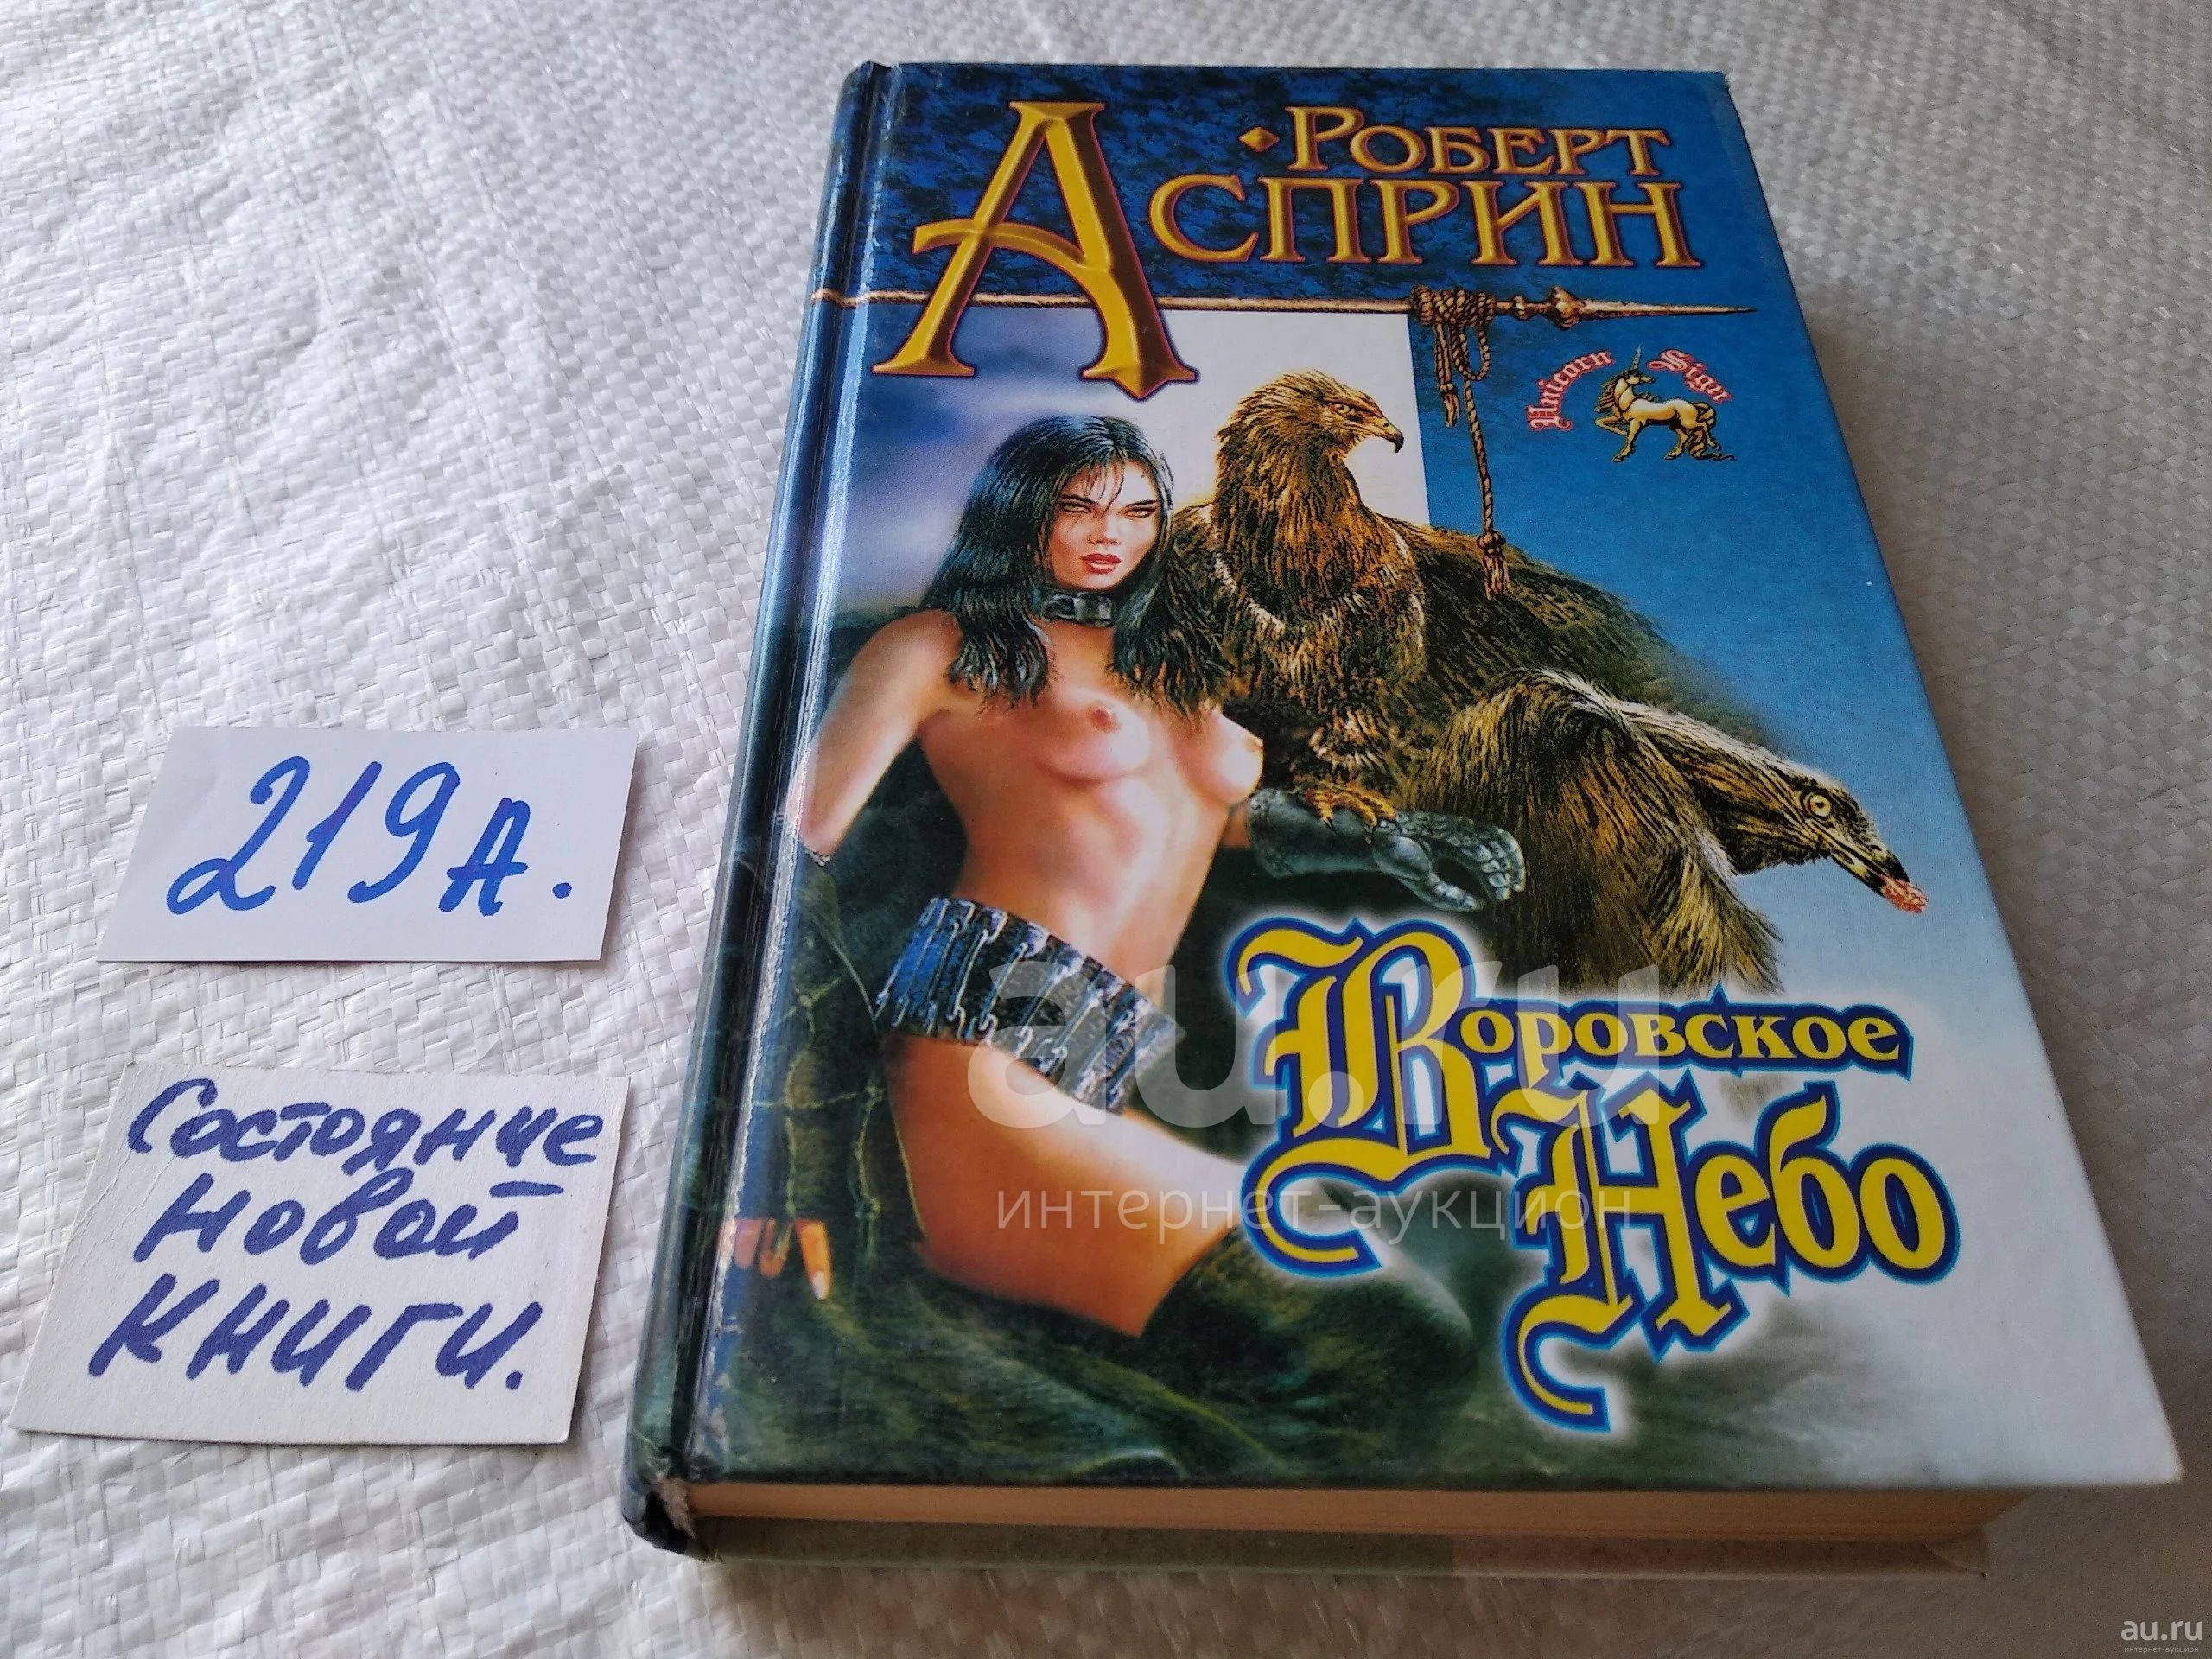 Роберт
Асприн
Unicorn Sign
219А.
Состояние
новой
книги.
Воровское
Небо
au.ru
интернет-аукцион
au.ru
интернет-аукцион